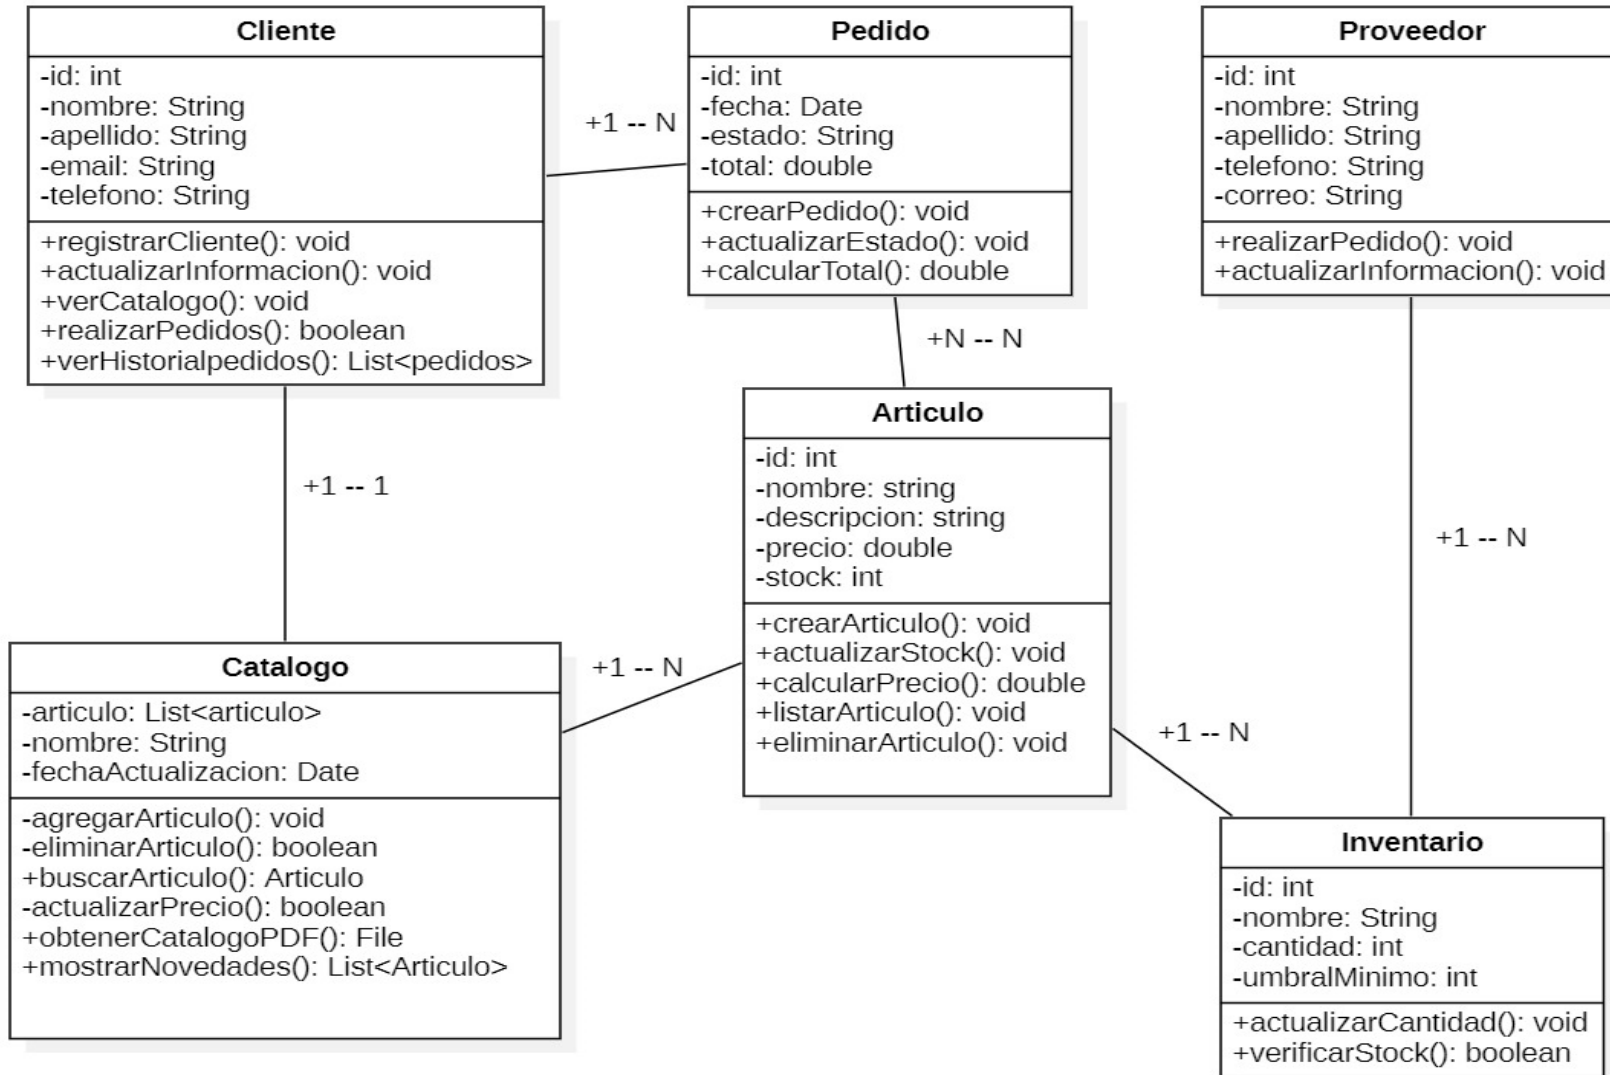 Cliente
-id: int
-nombre: String
-apellido: String
-email: String
-telefono: String
+registrarCliente(): void
+actualizarInformacion(): void
+verCatalogo(): void
+realizarPedidos(): boolean
+verHistorialpedidos(): List<pedidos>
+1 -- N
Pedido
-id: int
-fecha: Date
-estado: String
-total: double
+crearPedido(): void
+actualizarEstado(): void
+calcularTotal(): double
Proveedor
-id: int
-nombre: String
-apellido: String
-telefono: String
-correo: String
+realizarPedido(): void
+actualizarInformacion(): void
+N -- N
+1 -- 1
Articulo
-id: int
-nombre: string
-descripcion: string
-precio: double
-stock: int
+crearArticulo(): void
+actualizarStock(): void
+calcularPrecio(): double
+listarArticulo(): void
+eliminarArticulo(): void
+1 -- N
Catalogo
-articulo: List<articulo>
-nombre: String
-fechaActualizacion: Date
-agregarArticulo(): void
-eliminarArticulo(): boolean
+buscarArticulo(): Articulo
-actualizarPrecio(): boolean
+obtenerCatalogoPDF(): File
+mostrarNovedades(): List<Articulo>
+1 -- N
+1 -- N
Inventario
-id: int
-nombre: String
-cantidad: int
-umbralMinimo: int
+actualizarCantidad(): void
+verificarStock(): boolean